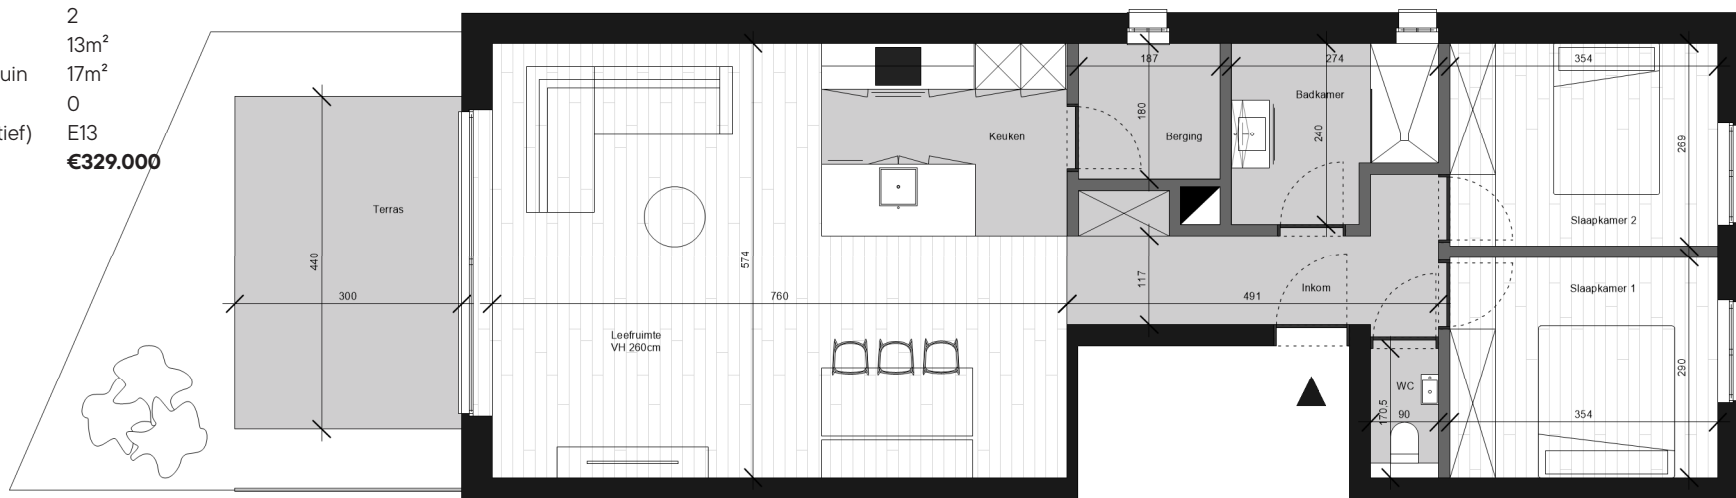 2
13m²
uin 17m²
0
tief) E13
€329.000
187
274
354
Badkamer
Keuken
180
Berging
240
269
Terras
Slaapkamer 2
440
574
117
Slaapkamer 1
300
760
491
Inkom
Leefruimte
VH 260cm
290
WC
170,5
90
354